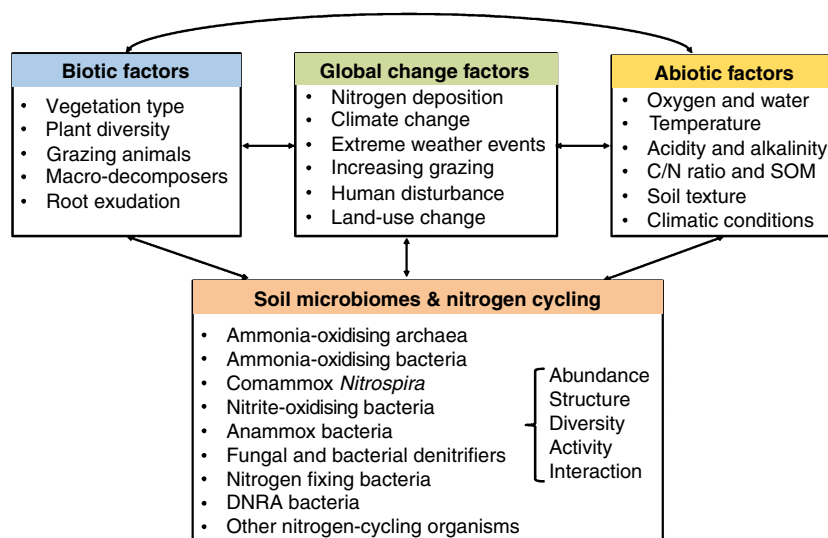 Biotic factors
• Vegetation type
• Plant diversity
• Grazing animals
• Macro-decomposers
• Root exudation
Global change factors
• Nitrogen deposition
• Climate change
• Extreme weather events
• Increasing grazing
• Human disturbance
• Land-use change
Abiotic factors
• Oxygen and water
• Temperature
• Acidity and alkalinity
• C/N ratio and SOM
• Soil texture
• Climatic conditions
Soil microbiomes & nitrogen cycling
• Ammonia-oxidising archaea
• Ammonia-oxidising bacteria
• Comammox Nitrospira
• Nitrite-oxidising bacteria
• Anammox bacteria
• Fungal and bacterial denitrifiers
• Nitrogen fixing bacteria
• DNRA bacteria
• Other nitrogen-cycling organisms
Abundance
Structure
Diversity
Activity
Interaction